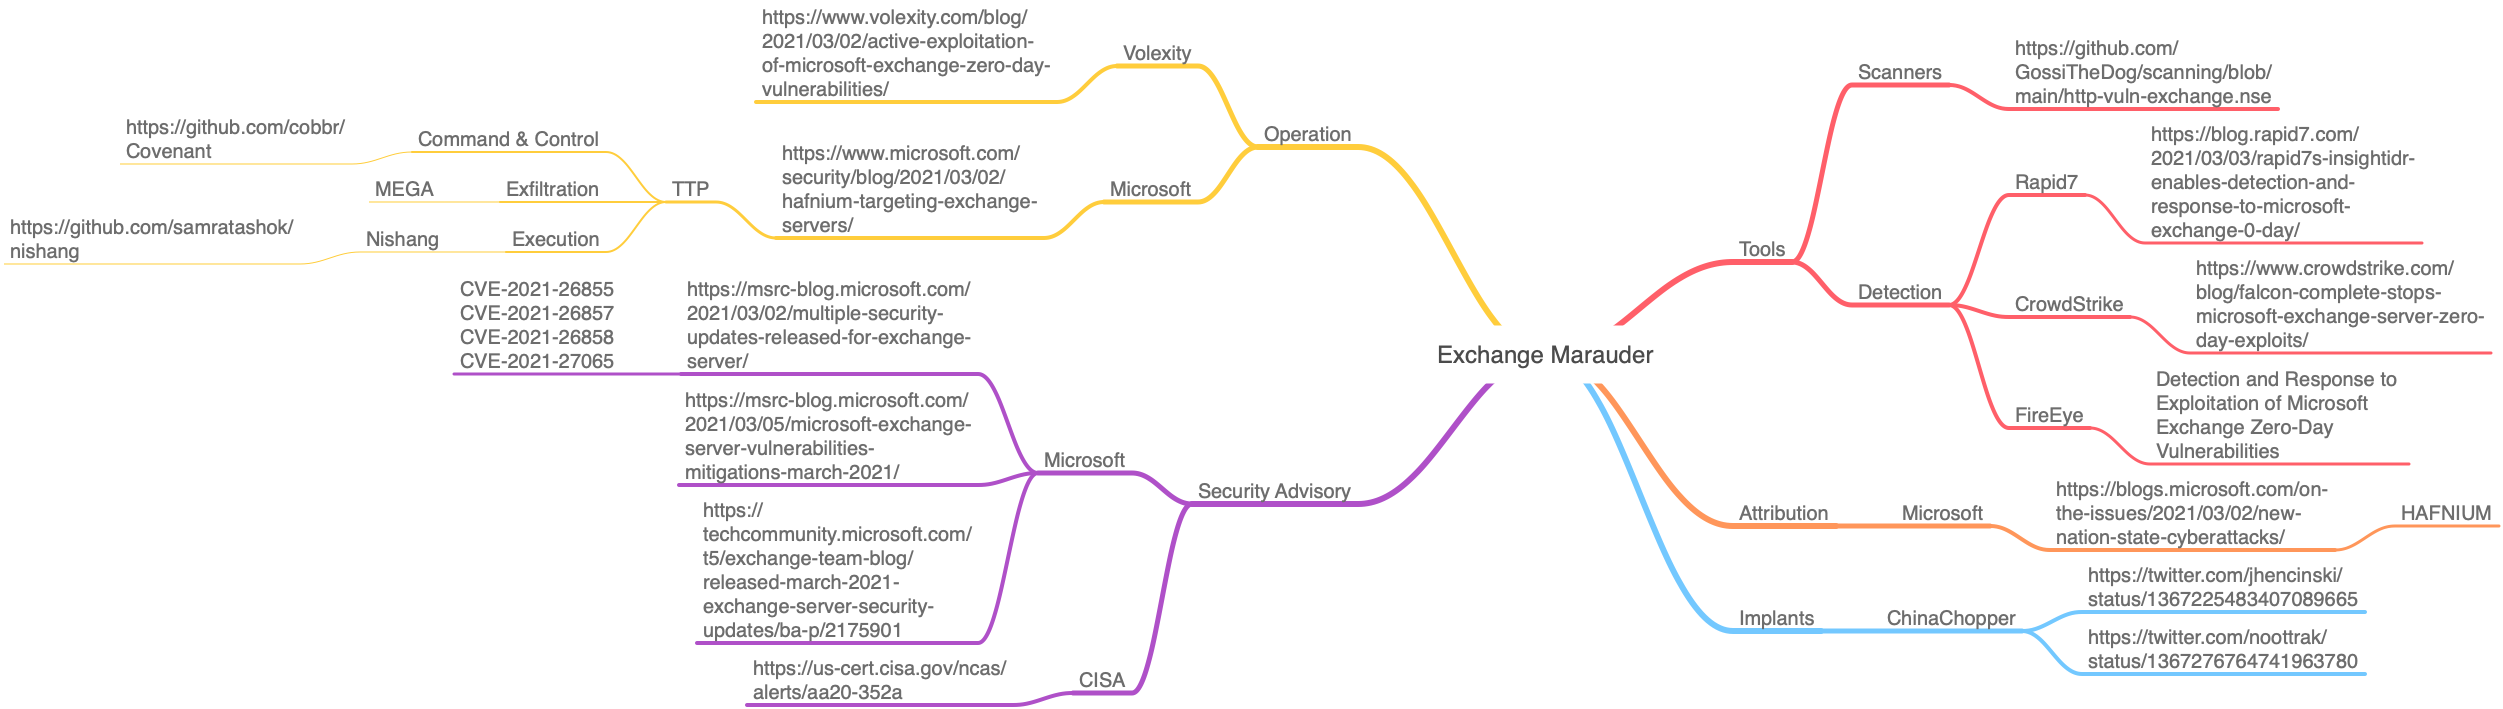 Exchange Marauder
Operation
Volexity
https://www.volexity.com/blog/
2021/03/02/active-exploitation-
of-microsoft-exchange-zero-day-
vulnerabilities/
Microsoft
https://www.microsoft.com/
security/blog/2021/03/02/
hafnium-targeting-exchange-
servers/
TTP
Command & Control
https://github.com/cobbr/
Covenant
Exfiltration
MEGA
Execution
Nishang
https://github.com/samratashok/
nishang
Security Advisory
Microsoft
https://msrc-blog.microsoft.com/
2021/03/02/multiple-security-
updates-released-for-exchange-
server/
CVE-2021-26855
CVE-2021-26857
CVE-2021-26858
CVE-2021-27065
https://msrc-blog.microsoft.com/
2021/03/05/microsoft-exchange-
server-vulnerabilities-
mitigations-march-2021/
https://
techcommunity.microsoft.com/
t5/exchange-team-blog/
released-march-2021-
exchange-server-security-
updates/ba-p/2175901
CISA
https://us-cert.cisa.gov/ncas/
alerts/aa20-352a
Tools
Scanners
https://github.com/
GossiTheDog/scanning/blob/
main/http-vuln-exchange.nse
Detection
Rapid7
https://blog.rapid7.com/
2021/03/03/rapid7s-insightidr-
enables-detection-and-
response-to-microsoft-
exchange-0-day/
CrowdStrike
https://www.crowdstrike.com/
blog/falcon-complete-stops-
microsoft-exchange-server-zero-
day-exploits/
FireEye
Detection and Response to
Exploitation of Microsoft
Exchange Zero-Day
Vulnerabilities
Attribution
Microsoft
https://blogs.microsoft.com/on-
the-issues/2021/03/02/new-
nation-state-cyberattacks/
HAFNIUM
Implants
ChinaChopper
https://twitter.com/jhencinski/
status/1367225483407089665
https://twitter.com/noottrak/
status/1367276764741963780